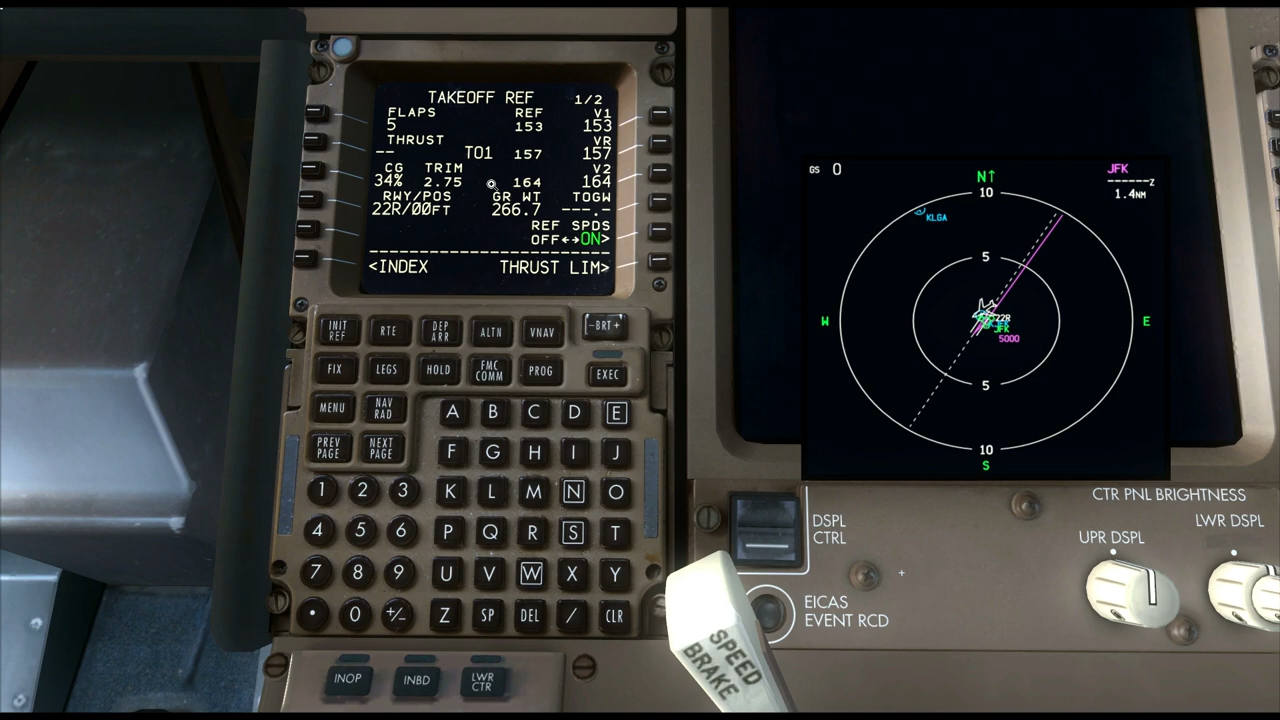 TAKEOFF REF 1/2
FLAPS REF V1
5 153 153
THRUST VR
-- TO1 157 157
CG TRIM V2
34% 2.75 164 164
RWY/POS GR WT TOGW
22R/00FT 266.7 ---.-
REF SPDS
OFF↔ON>
<INDEX THRUST LIM>
INIT REF
RTE
DEP ARR
ALTN
VNAV
-BRT+
FIX
LEGS
HOLD
FMC COMM
PROG
EXEC
MENU
NAV RAD
PREV PAGE
NEXT PAGE
A B C D E
F G H I J
1 2 3 K L M N O
4 5 6 P Q R S T
7 8 9 U V W X Y
• 0 +/- Z SP DEL / CLR
INOP
INBD
LWR CTR
GS 0
N↑
JFK
------Z
1.4NM
10
KLGA
5
W
E
22R
JFK
5000
5
10
S
DSPL
CTRL
EICAS
EVENT RCD
SPEED
BRAKE
CTR PNL BRIGHTNESS
UPR DSPL
LWR DSPL